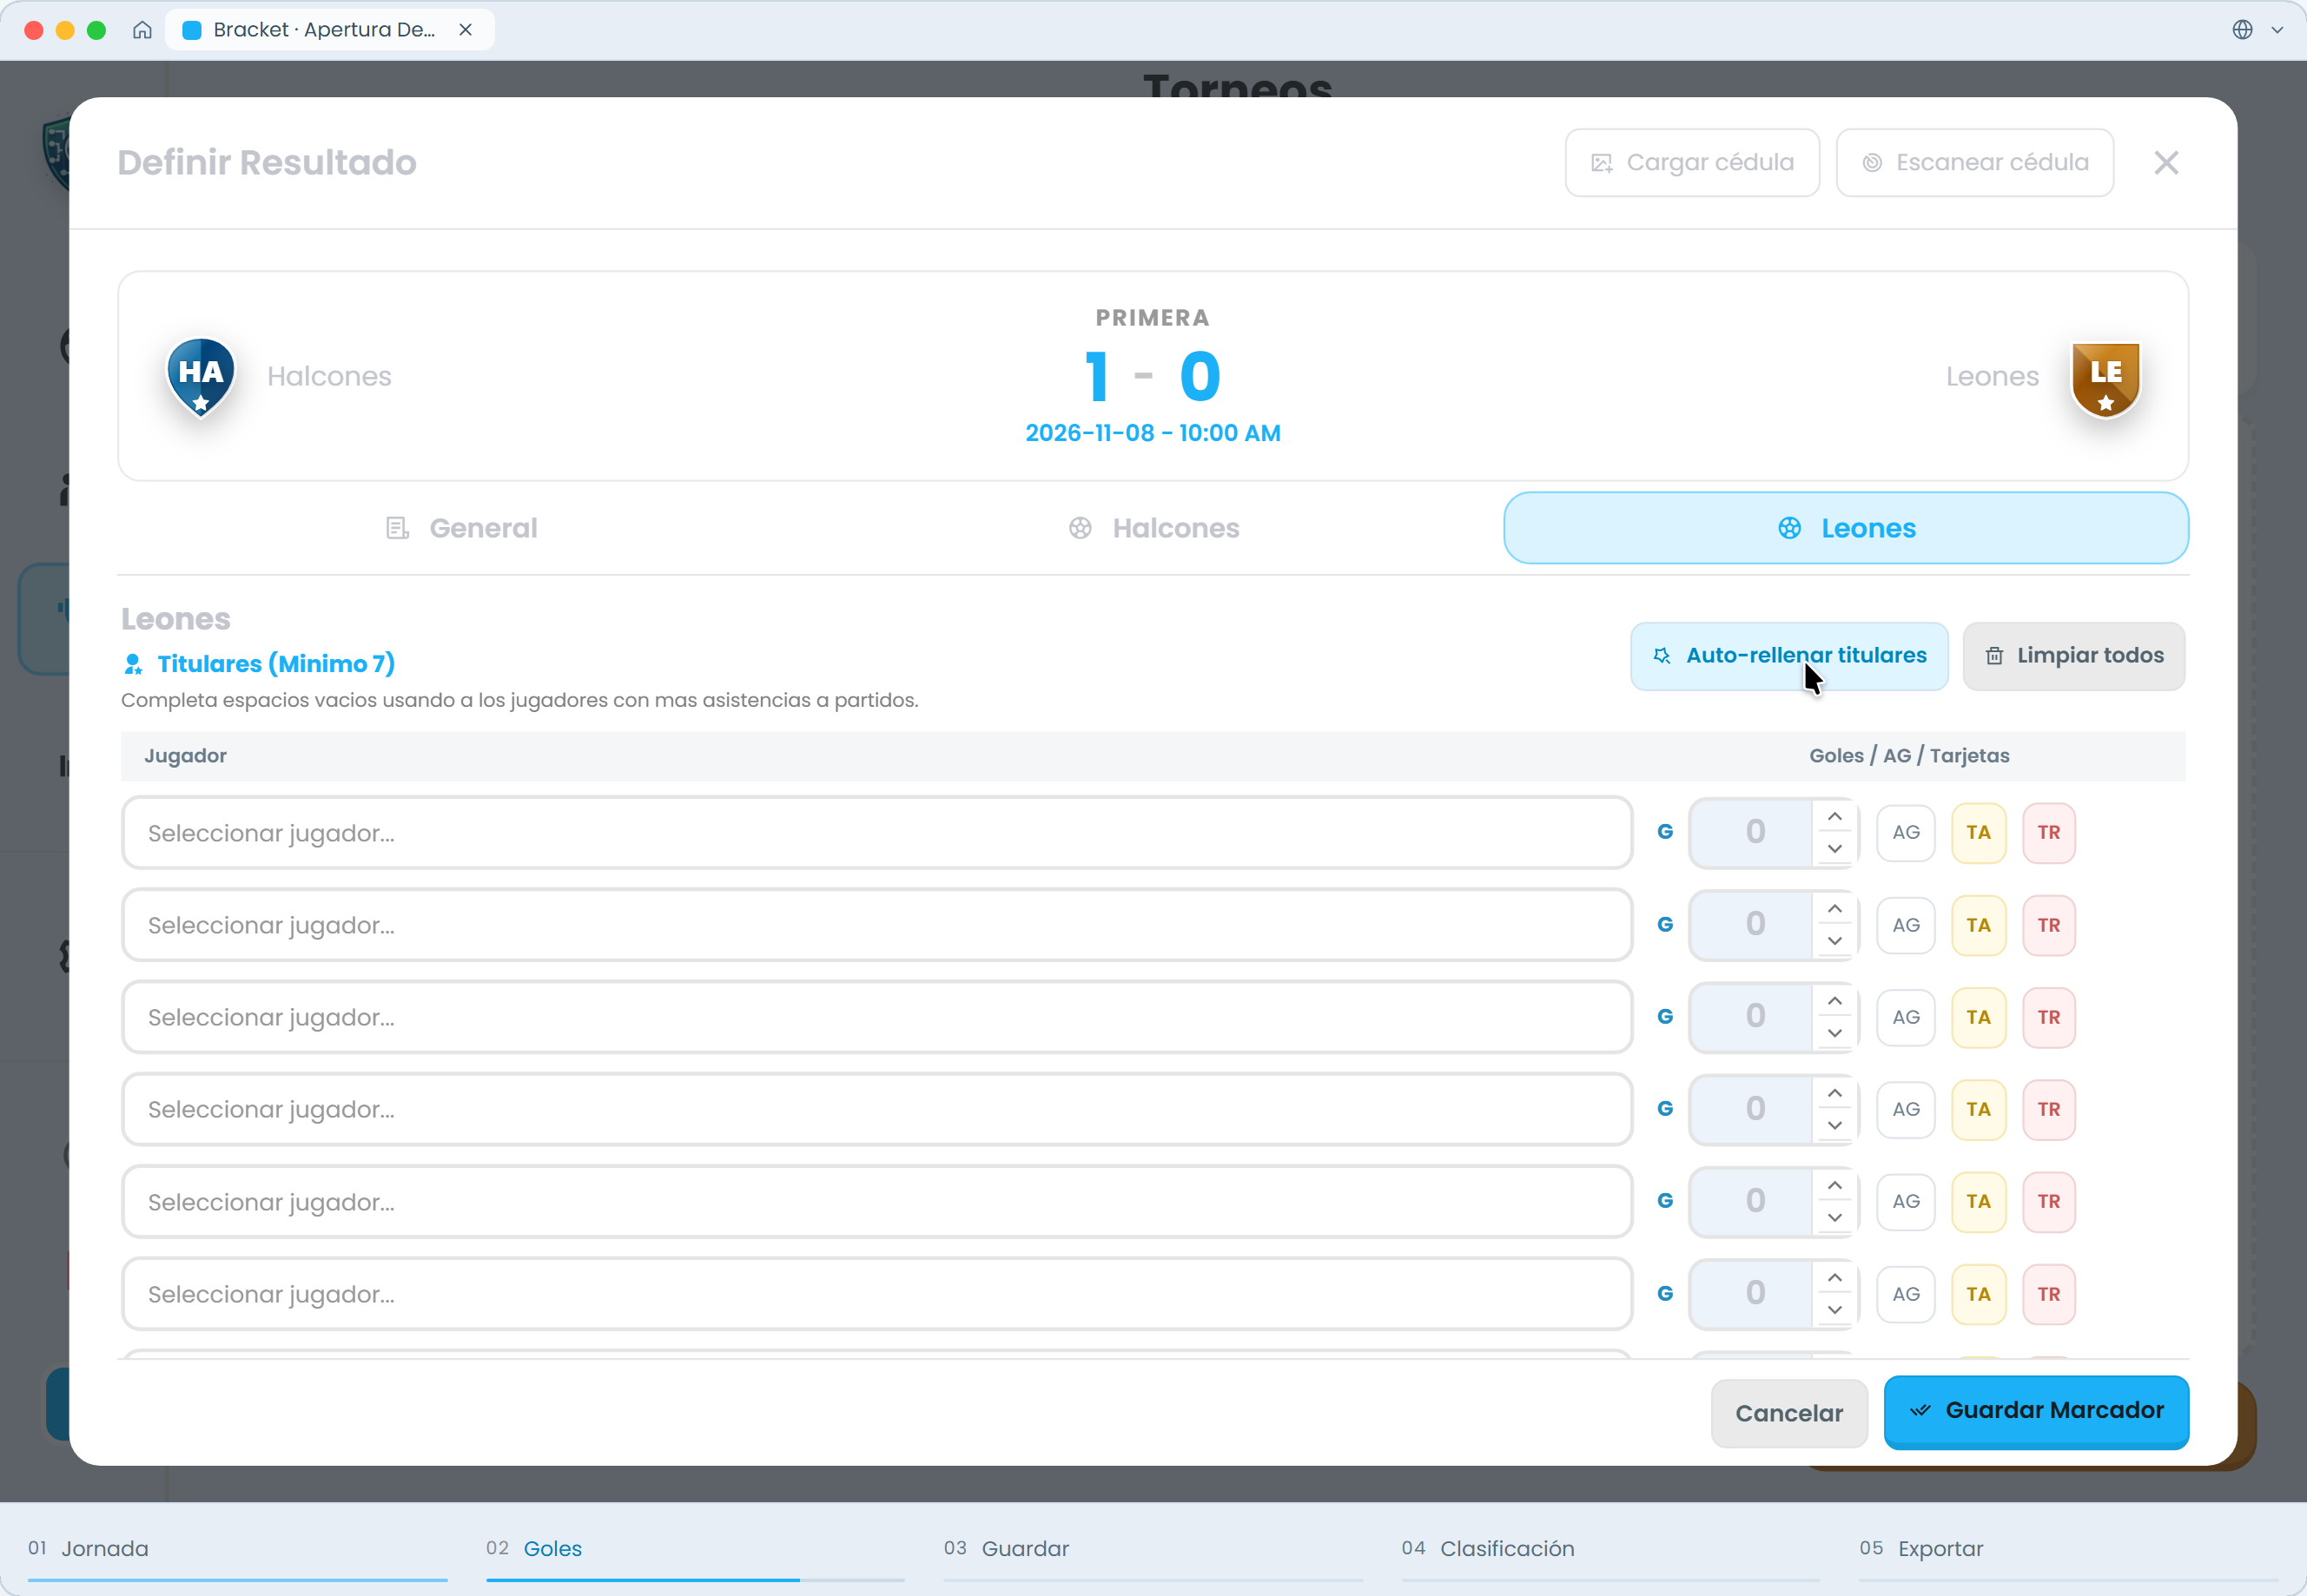 Bracket · Apertura De...
Torneos
Definir Resultado
Cargar cédula
Escanear cédula
PRIMERA
HA
Halcones
1 - 0
Leones
LE
2026-11-08 - 10:00 AM
General
Halcones
Leones
Leones
Titulares (Minimo 7)
Completa espacios vacios usando a los jugadores con mas asistencias a partidos.
Auto-rellenar titulares
Limpiar todos
Jugador
Goles / AG / Tarjetas
Seleccionar jugador... G 0 AG TA TR
Seleccionar jugador... G 0 AG TA TR
Seleccionar jugador... G 0 AG TA TR
Seleccionar jugador... G 0 AG TA TR
Seleccionar jugador... G 0 AG TA TR
Seleccionar jugador... G 0 AG TA TR
Cancelar
Guardar Marcador
01 Jornada
02 Goles
03 Guardar
04 Clasificación
05 Exportar